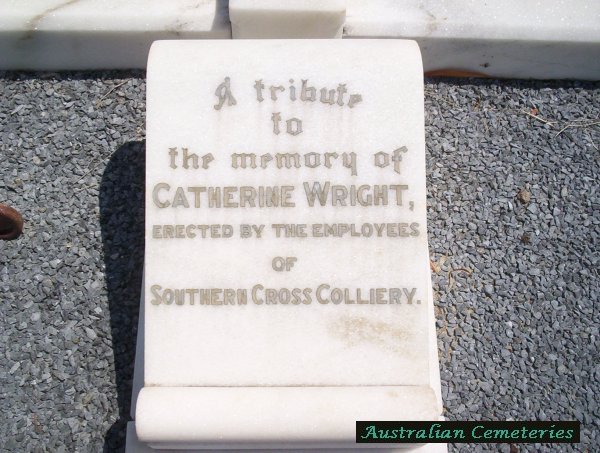 A tribute
to
the memory of
CATHERINE WRIGHT,
ERECTED BY THE EMPLOYEES
OF
SOUTHERN CROSS COLLIERY.
Australian Cemeteries